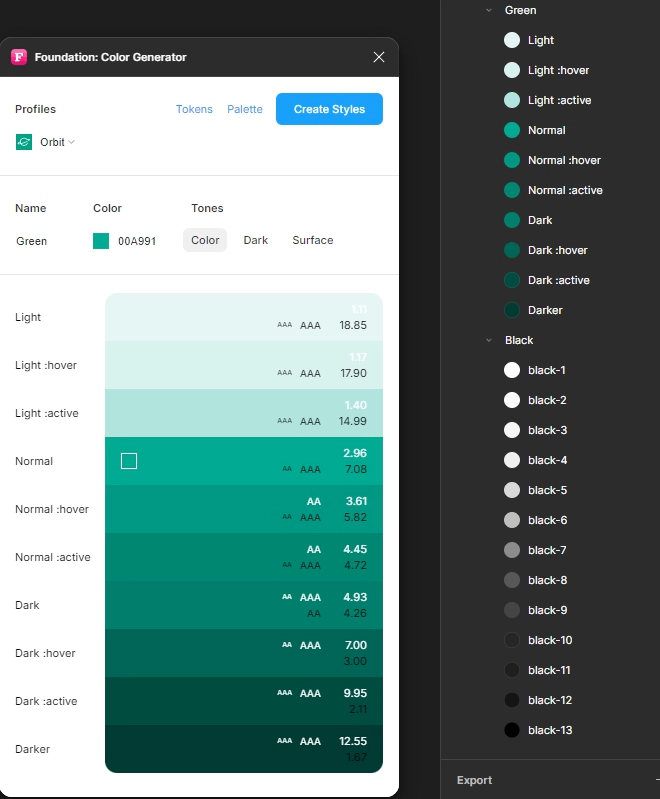 F Foundation: Color Generator
Profiles Tokens Palette Create Styles
Orbit
Name Color Tones
Green 00A991 Color Dark Surface
1.11
Light AAA AAA 18.85
1.17
Light :hover AAA AAA 17.90
1.40
Light :active AAA AAA 14.99
2.96
Normal AA AAA 7.08
AA 3.61
Normal :hover AA AAA 5.82
AA 4.45
Normal :active AA AAA 4.72
AA AAA 4.93
Dark AA 4.26
AA AAA 7.00
Dark :hover 3.00
AAA AAA 9.95
Dark :active 2.11
AAA AAA 12.55
Darker 1.67
Green
Light
Light :hover
Light :active
Normal
Normal :hover
Normal :active
Dark
Dark :hover
Dark :active
Darker
Black
black-1
black-2
black-3
black-4
black-5
black-6
black-7
black-8
black-9
black-10
black-11
black-12
black-13
Export